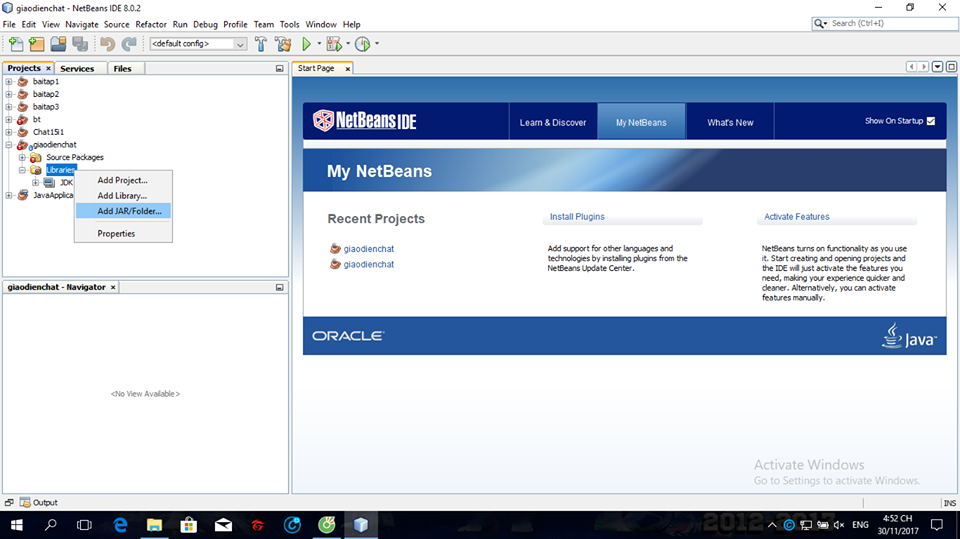 giaodienchat - NetBeans IDE 8.0.2
File Edit View Navigate Source Refactor Run Debug Profile Team Tools Window Help
Search (Ctrl+I)
<default config>
Projects Services Files
Start Page
baitap1
baitap2
baitap3
bt
Chat15i1
giaodienchat
Source Packages
Libraries
JDK
JavaApplica
Add Project...
Add Library...
Add JAR/Folder...
Properties
NetBeans IDE
Learn & Discover
My NetBeans
What's New
Show On Startup
My NetBeans
Recent Projects
giaodienchat
giaodienchat
Install Plugins
Add support for other languages and
technologies by installing plugins from the
NetBeans Update Center.
Activate Features
NetBeans turns on functionality as you use
it. Start creating and opening projects and
the IDE will just activate the features you
need, making your experience quicker and
cleaner. Alternatively, you can activate
features manually.
ORACLE
Java
giaodienchat - Navigator
<No View Available>
Activate Windows
Go to Settings to activate Windows.
Output
INS
2012-2017
ENG
4:52 CH
30/11/2017